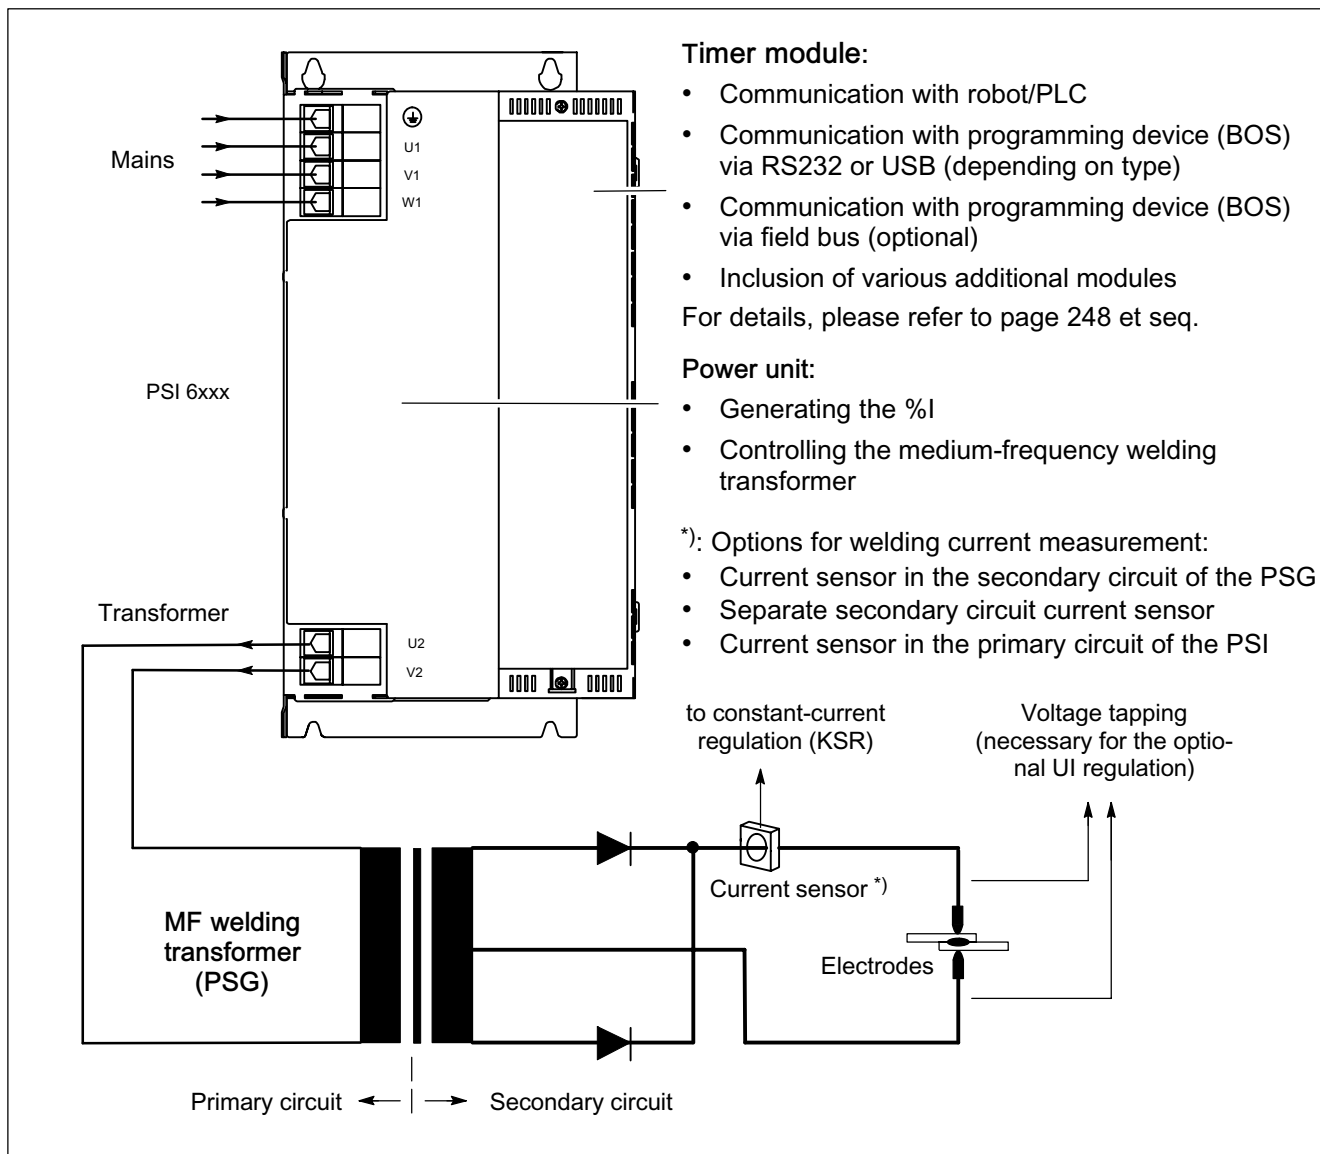 Timer module:
• Communication with robot/PLC
• Communication with programming device (BOS)
via RS232 or USB (depending on type)
• Communication with programming device (BOS)
via field bus (optional)
• Inclusion of various additional modules
For details, please refer to page 248 et seq.
Power unit:
• Generating the %I
• Controlling the medium-frequency welding
transformer
*): Options for welding current measurement:
• Current sensor in the secondary circuit of the PSG
• Separate secondary circuit current sensor
• Current sensor in the primary circuit of the PSI
Mains
U1
V1
W1
PSI 6xxx
Transformer
U2
V2
to constant-current
regulation (KSR)
Voltage tapping
(necessary for the optio-
nal UI regulation)
Current sensor *)
MF welding
transformer
(PSG)
Electrodes
Primary circuit
Secondary circuit